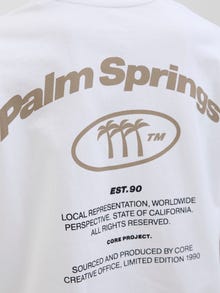 Palm Springs
TM
EST. 90
LOCAL REPRESENTATION, WORLDWIDE
PERSPECTIVE. STATE OF CALIFORNIA.
ALL RIGHTS RESERVED.
CORE PROJECT.
SOURCED AND PRODUCED BY CORE
CREATIVE OFFICE, LIMITED EDITION 1990